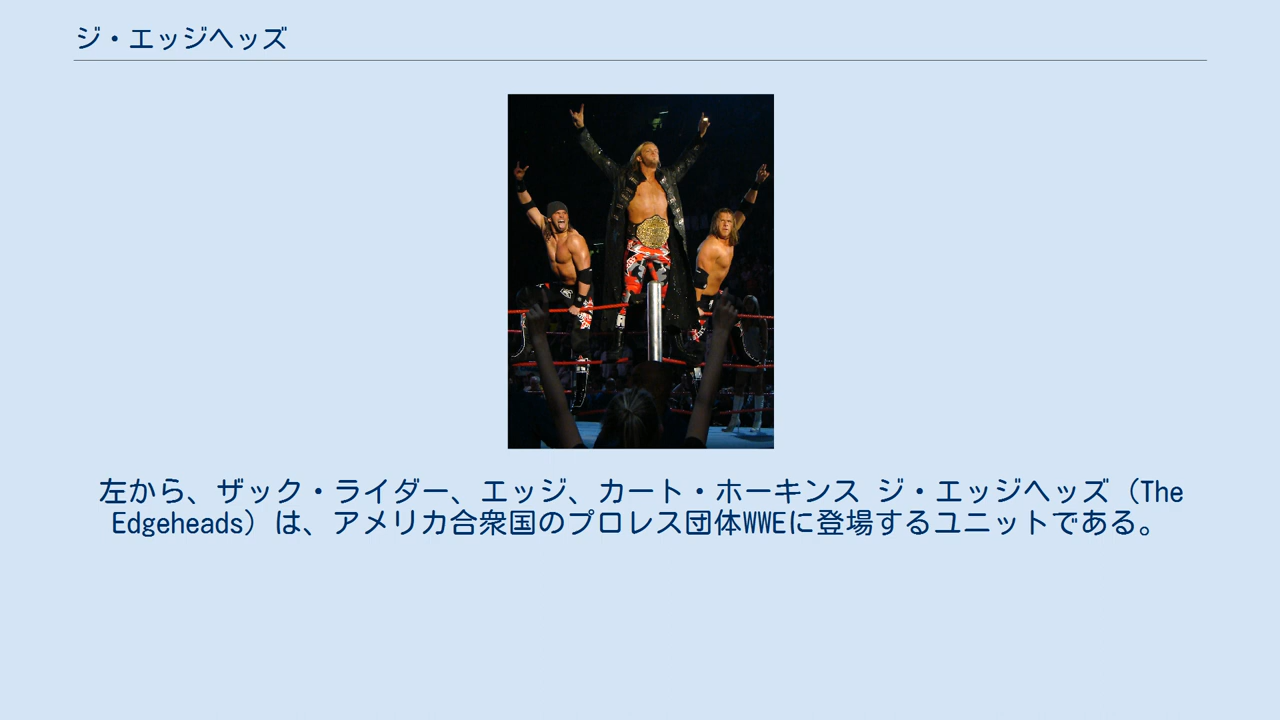 ジ・エッジヘッズ
左から、ザック・ライダー、エッジ、カート・ホーキンス ジ・エッジヘッズ（The
Edgeheads）は、アメリカ合衆国のプロレス団体WWEに登場するユニットである。